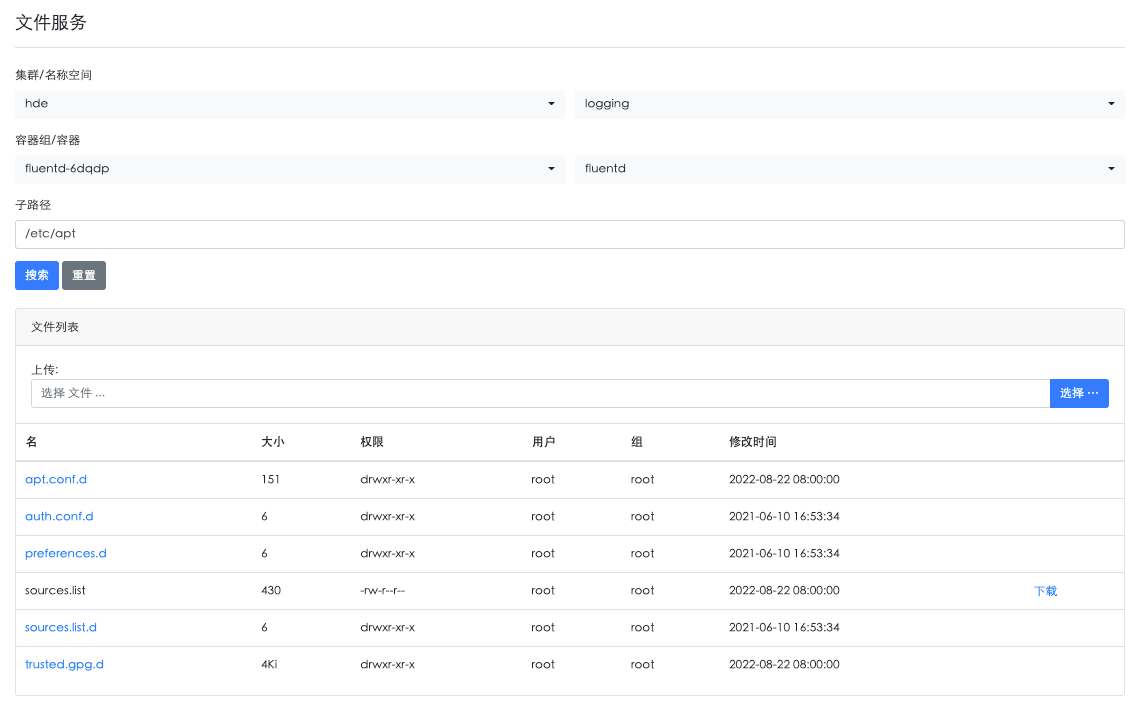 文件服务
集群/名称空间
hde logging
容器组/容器
fluentd-6dqdp fluentd
子路径
/etc/apt
搜索 重置
文件列表
上传:
选择 文件 ... 选择 ···
名 大小 权限 用户 组 修改时间
apt.conf.d 151 drwxr-xr-x root root 2022-08-22 08:00:00
auth.conf.d 6 drwxr-xr-x root root 2021-06-10 16:53:34
preferences.d 6 drwxr-xr-x root root 2021-06-10 16:53:34
sources.list 430 -rw-r--r-- root root 2022-08-22 08:00:00 下载
sources.list.d 6 drwxr-xr-x root root 2021-06-10 16:53:34
trusted.gpg.d 4Ki drwxr-xr-x root root 2022-08-22 08:00:00